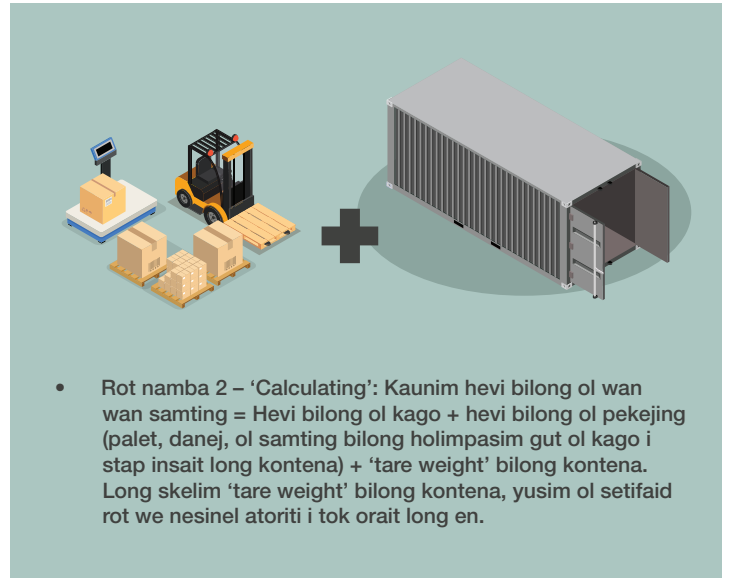 • Rot namba 2 – ‘Calculating’: Kaunim hevi bilong ol wan
wan samting = Hevi bilong ol kago + hevi bilong ol pekejing
(palet, danej, ol samting bilong holimpasim gut ol kago i
stap insait long kontena) + ‘tare weight’ bilong kontena.
Long skelim ‘tare weight’ bilong kontena, yusim ol setifaid
rot we nesinel atoriti i tok orait long en.